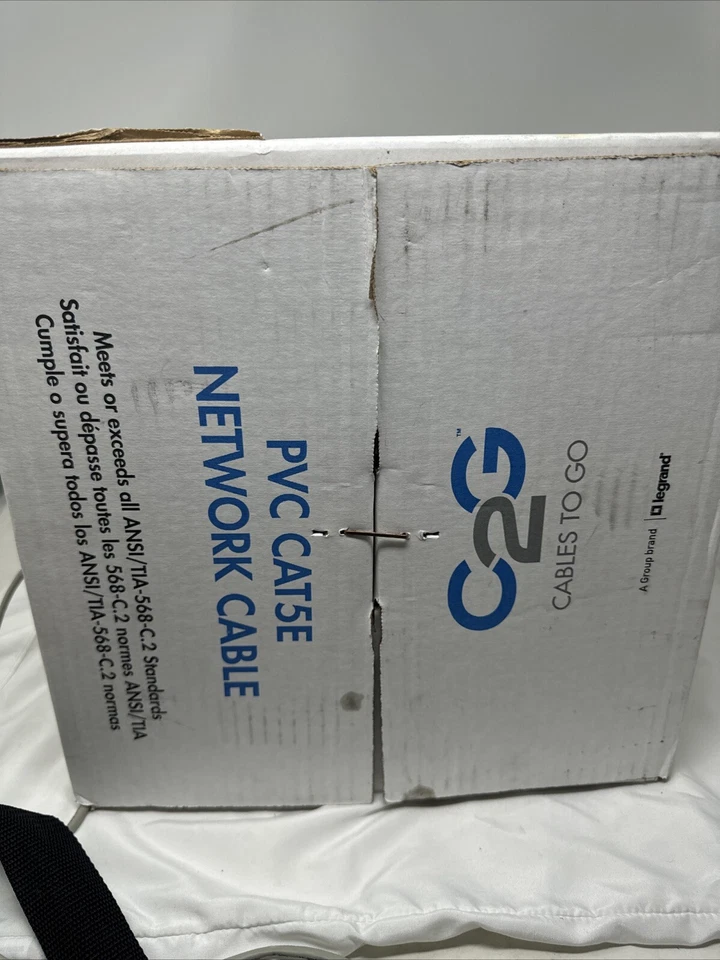 PVC CAT5E
NETWORK CABLE
Meets or exceeds all ANSI/TIA-568-C.2 Standards
Satisfait ou dépasse toutes les 568-C.2 normes ANSI/TIA
Cumple o supera todos los ANSI/TIA-568-C.2 normas
C2G™
CABLES TO GO
A Group brand | legrand®